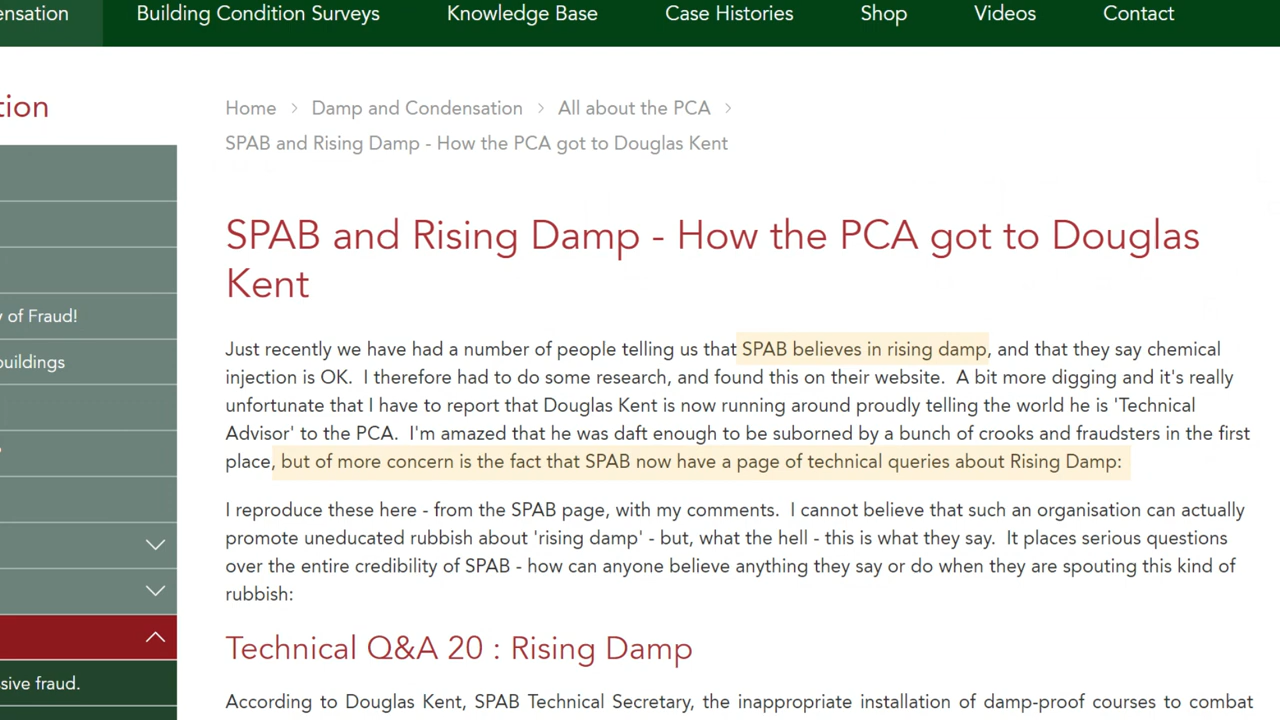 ensation Building Condition Surveys Knowledge Base Case Histories Shop Videos Contact
tion
y of Fraud!
buildings
sive fraud.
Home > Damp and Condensation > All about the PCA >
SPAB and Rising Damp - How the PCA got to Douglas Kent
SPAB and Rising Damp - How the PCA got to Douglas
Kent
Just recently we have had a number of people telling us that SPAB believes in rising damp, and that they say chemical
injection is OK.  I therefore had to do some research, and found this on their website.  A bit more digging and it's really
unfortunate that I have to report that Douglas Kent is now running around proudly telling the world he is 'Technical
Advisor' to the PCA.  I'm amazed that he was daft enough to be suborned by a bunch of crooks and fraudsters in the first
place, but of more concern is the fact that SPAB now have a page of technical queries about Rising Damp:
I reproduce these here - from the SPAB page, with my comments.  I cannot believe that such an organisation can actually
promote uneducated rubbish about 'rising damp' - but, what the hell - this is what they say.  It places serious questions
over the entire credibility of SPAB - how can anyone believe anything they say or do when they are spouting this kind of
rubbish:
Technical Q&A 20 : Rising Damp
According to Douglas Kent, SPAB Technical Secretary, the inappropriate installation of damp-proof courses to combat